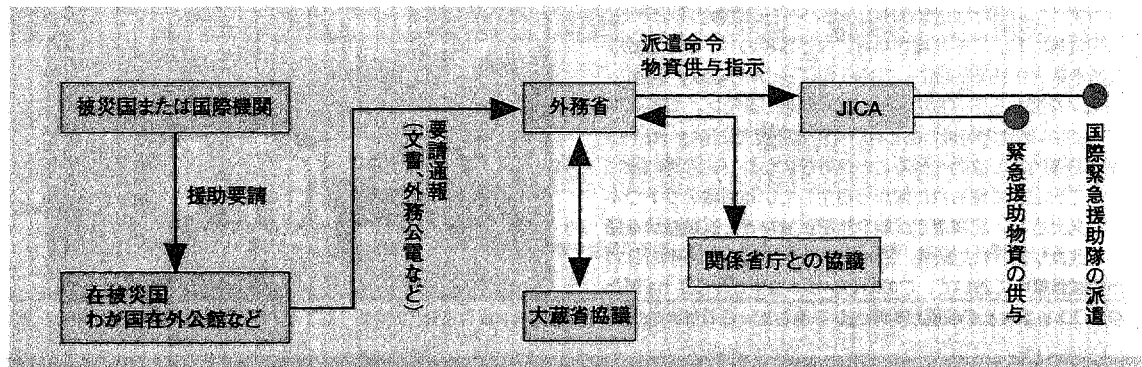 被災国または国際機関
援助要請
在被災国
わが国在外公館など
要請通報
（文書、外務公電など）
外務省
大蔵省協議
関係省庁との協議
派遣命令
物資供与指示
JICA
緊急援助物資の供与
国際緊急援助隊の派遣